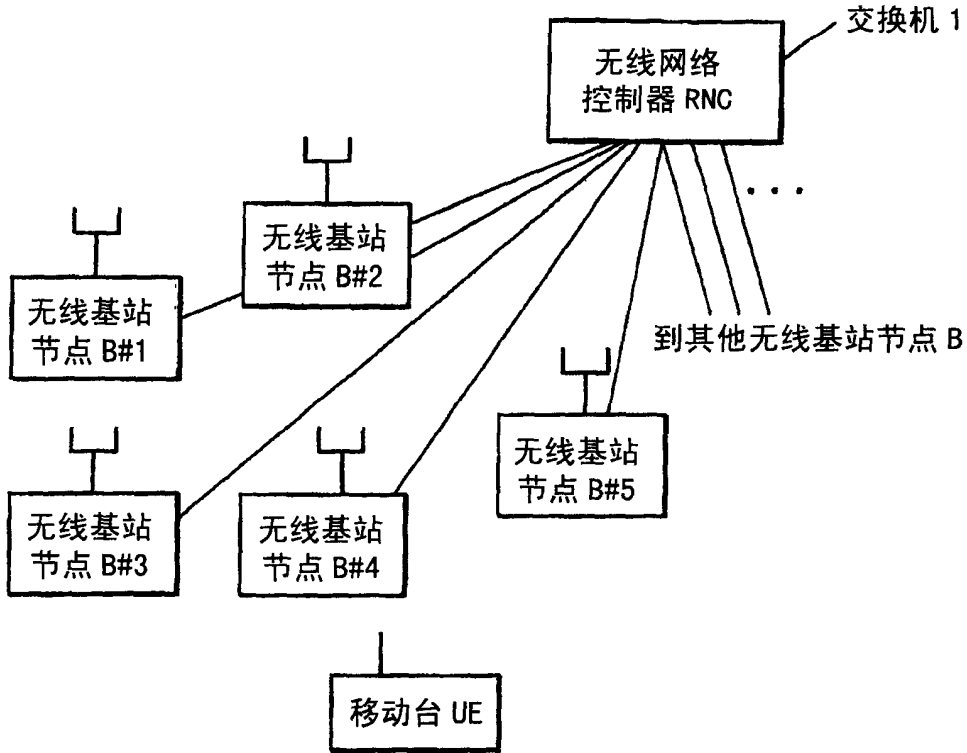 交换机 1
无线网络
控制器 RNC
...
无线基站
节点 B#2
无线基站
节点 B#1
到其他无线基站节点 B
无线基站
节点 B#5
无线基站
节点 B#3
无线基站
节点 B#4
移动台 UE